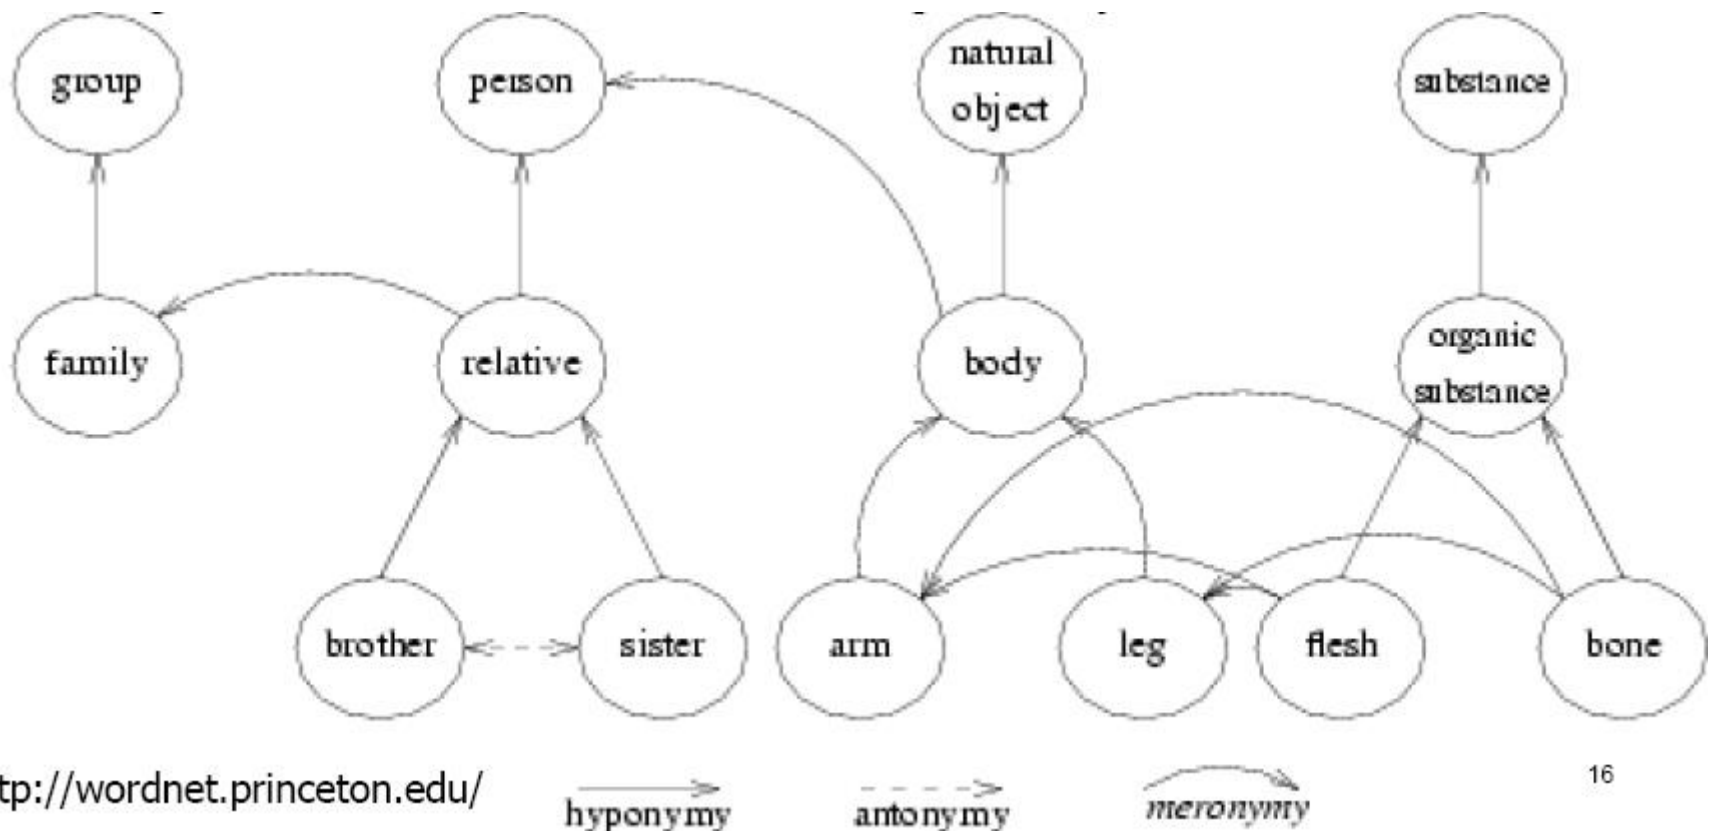 group
person
natural
object
substance
family
relative
body
organic
substance
brother
sister
arm
leg
flesh
bone
tp://wordnet.princeton.edu/
hyponymy
antonymy
meronymy
16